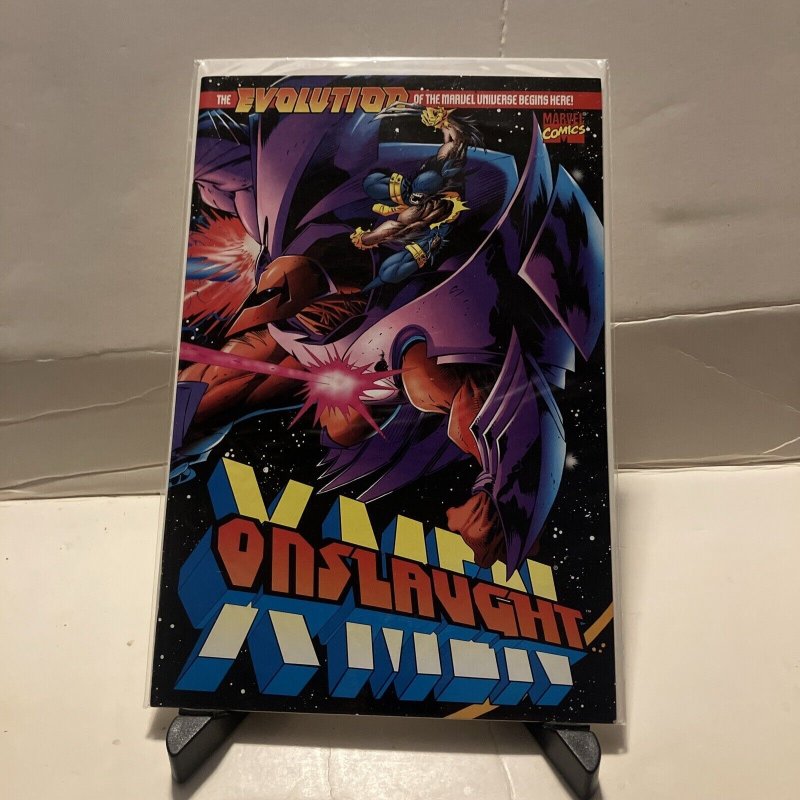 THE EVOLUTION OF THE MARVEL UNIVERSE BEGINS HERE!
MARVEL
COMICS
X-MEN
ONSLAUGHT